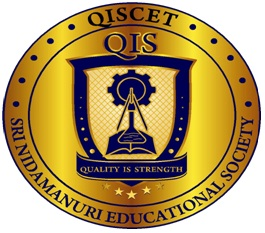 QISCET
QIS
QUALITY IS STRENGTH
SRI NIDAMANURI EDUCATIONAL SOCIETY